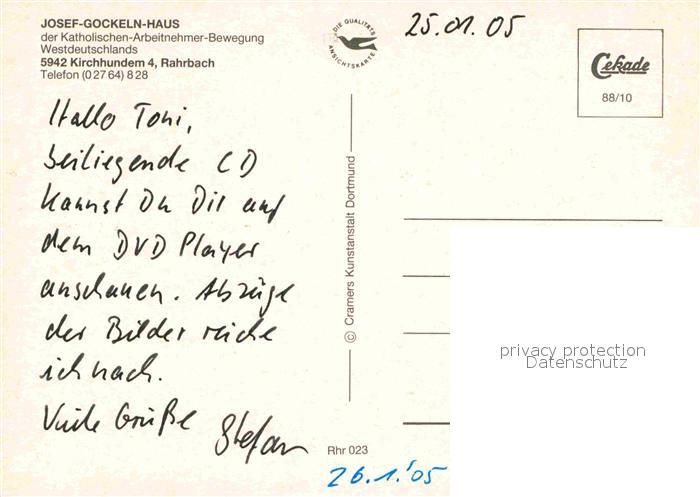 JOSEF-GOCKELN-HAUS
der Katholischen-Arbeitnehmer-Bewegung
Westdeutschlands
5942 Kirchhundem 4, Rahrbach
Telefon (0 27 64) 8 28
DIE QUALITÄTS
ANSICHTSKARTE
25.01.05
Cekade
88/10
Hallo Toni,
beiliegende CD
kannst Du Dir auf
dem DVD Player
anschauen. Abzüge
der Bilder reiche
ich nach.
Viele Grüße
Stefan
© Cramers Kunstanstalt Dortmund
Rhr 023
26.1.'05
privacy protection
Datenschutz